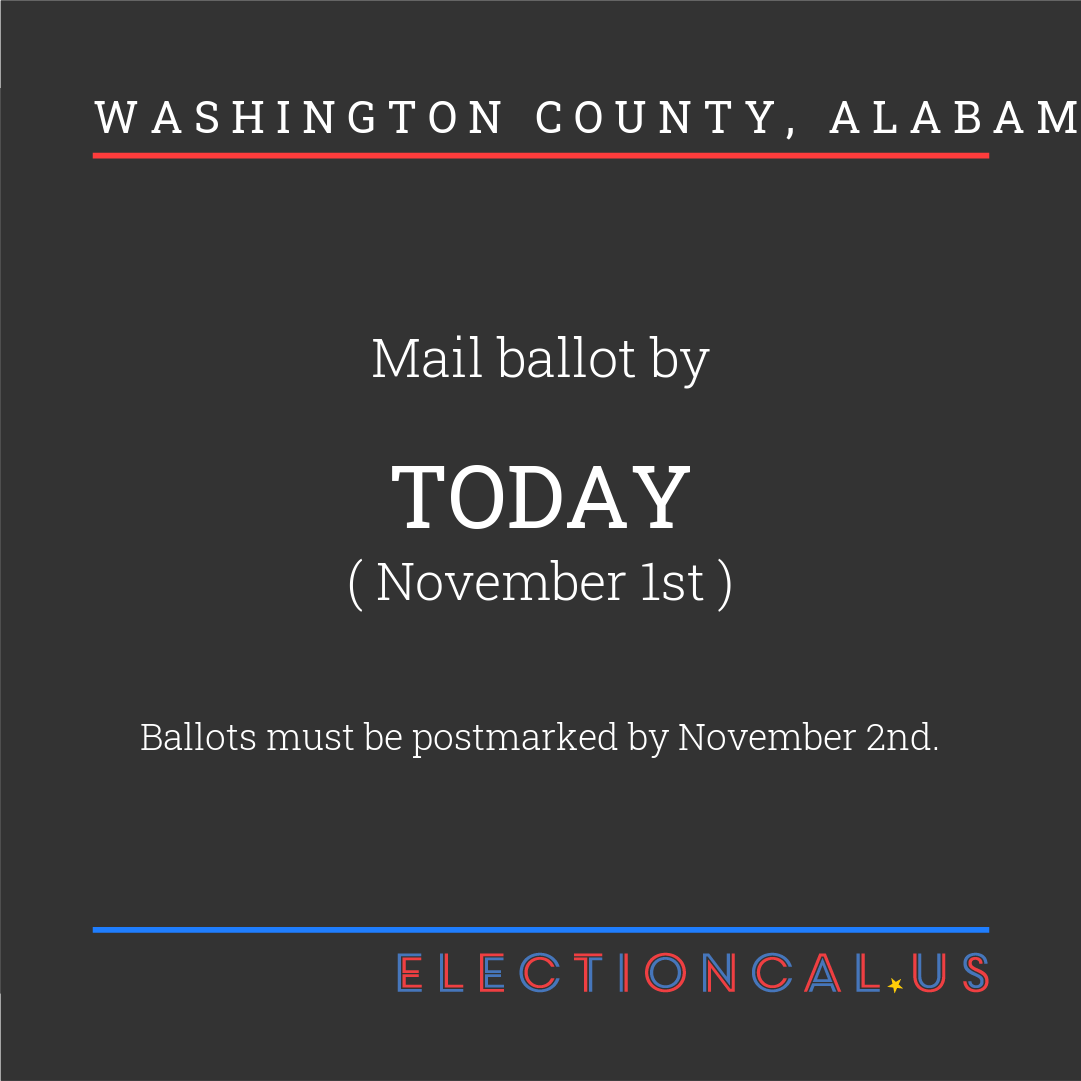 WASHINGTON COUNTY, ALABAM
Mail ballot by
TODAY
( November 1st )
Ballots must be postmarked by November 2nd.
ELECTIONCAL.US